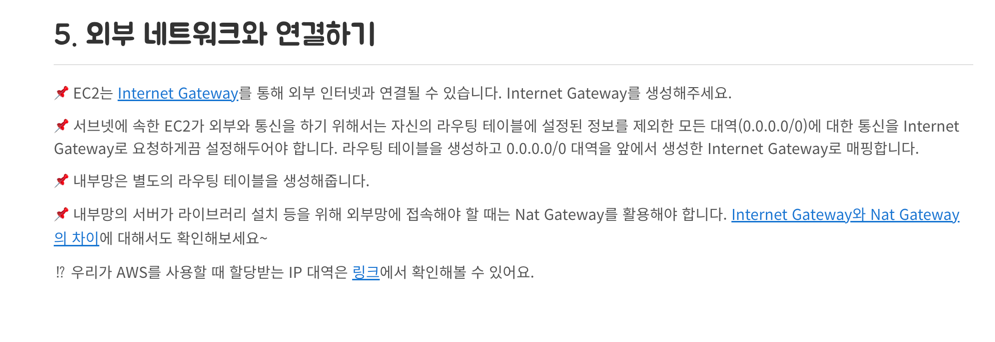 5. 외부 네트워크와 연결하기
📌 EC2는 Internet Gateway를 통해 외부 인터넷과 연결될 수 있습니다. Internet Gateway를 생성해주세요.
📌 서브넷에 속한 EC2가 외부와 통신을 하기 위해서는 자신의 라우팅 테이블에 설정된 정보를 제외한 모든 대역(0.0.0.0/0)에 대한 통신을 Internet
Gateway로 요청하게끔 설정해두어야 합니다. 라우팅 테이블을 생성하고 0.0.0.0/0 대역을 앞에서 생성한 Internet Gateway로 매핑합니다.
📌 내부망은 별도의 라우팅 테이블을 생성해줍니다.
📌 내부망의 서버가 라이브러리 설치 등을 위해 외부망에 접속해야 할 때는 Nat Gateway를 활용해야 합니다. Internet Gateway와 Nat Gateway
의 차이에 대해서도 확인해보세요~
⁉ 우리가 AWS를 사용할 때 할당받는 IP 대역은 링크에서 확인해볼 수 있어요.